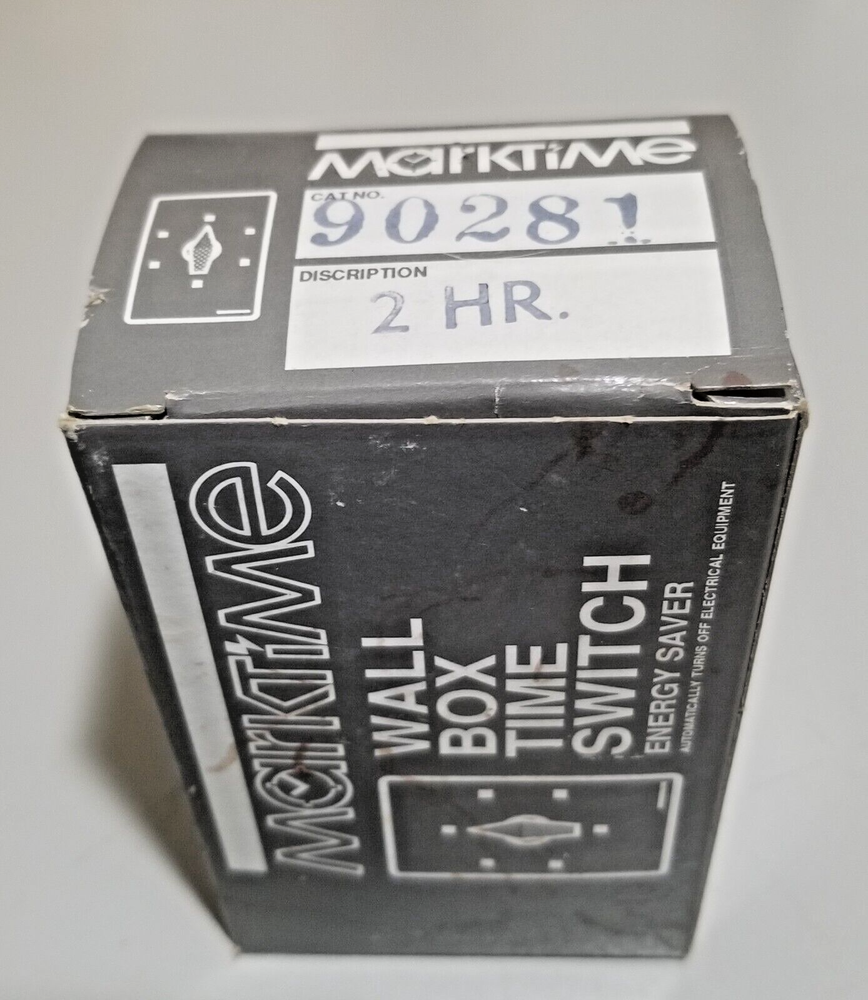 MarkTime
CAT NO.
90281
DISCRIPTION
2 HR.
MarkTime
WALL
BOX
TIME
SWITCH
ENERGY SAVER
AUTOMATICALLY TURNS OFF ELECTRICAL EQUIPMENT